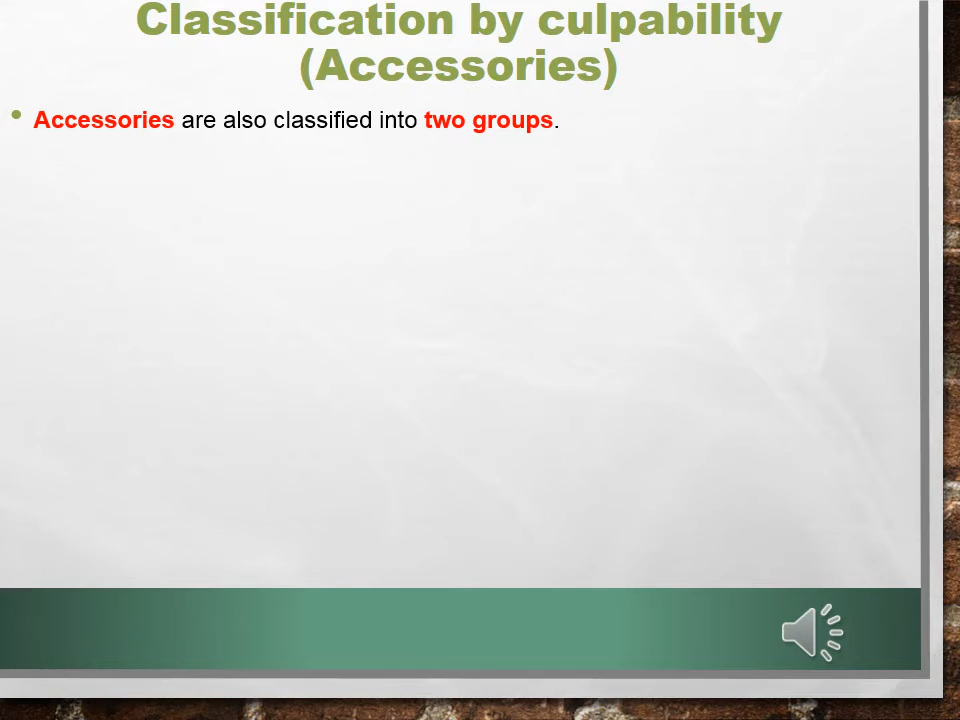 Classification by culpability
(Accessories)
• Accessories are also classified into two groups.